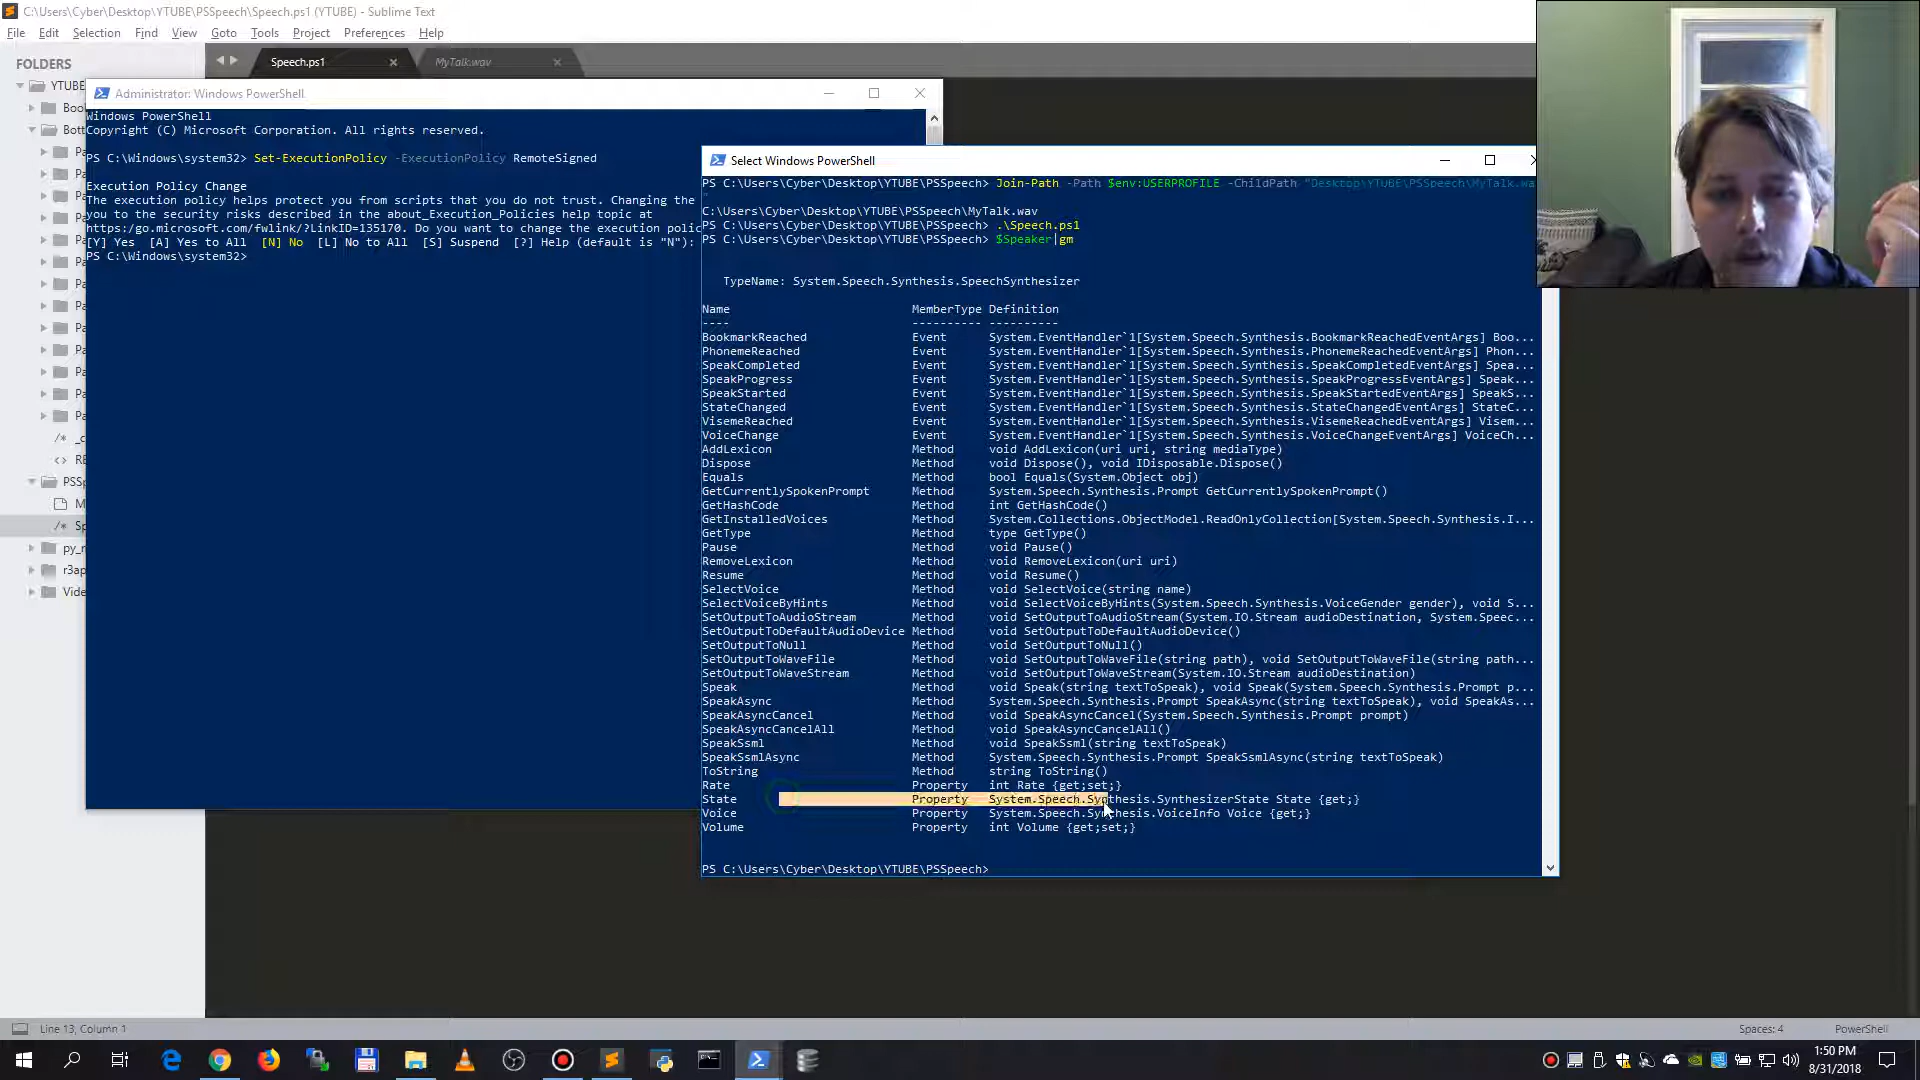 C:\Users\Cyber\Desktop\YTUBE\PSSpeech\Speech.ps1 (YTUBE) - Sublime Text
File Edit Selection Find View Goto Tools Project Preferences Help
FOLDERS
Speech.ps1
MyTalk.wav
YTUBE
Administrator: Windows PowerShell
Windows PowerShell
Copyright (C) Microsoft Corporation. All rights reserved.
PS C:\Windows\system32> Set-ExecutionPolicy -ExecutionPolicy RemoteSigned
Execution Policy Change
The execution policy helps protect you from scripts that you do not trust. Changing the
you to the security risks described in the about_Execution_Policies help topic at
https:/go.microsoft.com/fwlink/?LinkID=135170. Do you want to change the execution polic
[Y] Yes [A] Yes to All [N] No [L] No to All [S] Suspend [?] Help (default is "N"):
PS C:\Windows\system32>
Select Windows PowerShell
PS C:\Users\Cyber\Desktop\YTUBE\PSSpeech> Join-Path -Path $env:USERPROFILE -ChildPath "Desktop\YTUBE\PSSpeech\MyTalk.wa
C:\Users\Cyber\Desktop\YTUBE\PSSpeech\MyTalk.wav
PS C:\Users\Cyber\Desktop\YTUBE\PSSpeech> .\Speech.ps1
PS C:\Users\Cyber\Desktop\YTUBE\PSSpeech> $Speaker|gm
TypeName: System.Speech.Synthesis.SpeechSynthesizer
Name MemberType Definition
---- ---------- ----------
BookmarkReached Event System.EventHandler`1[System.Speech.Synthesis.BookmarkReachedEventArgs] Boo...
PhonemeReached Event System.EventHandler`1[System.Speech.Synthesis.PhonemeReachedEventArgs] Phon...
SpeakCompleted Event System.EventHandler`1[System.Speech.Synthesis.SpeakCompletedEventArgs] Spea...
SpeakProgress Event System.EventHandler`1[System.Speech.Synthesis.SpeakProgressEventArgs] Speak...
SpeakStarted Event System.EventHandler`1[System.Speech.Synthesis.SpeakStartedEventArgs] SpeakS...
StateChanged Event System.EventHandler`1[System.Speech.Synthesis.StateChangedEventArgs] StateC...
VisemeReached Event System.EventHandler`1[System.Speech.Synthesis.VisemeReachedEventArgs] Visem...
VoiceChange Event System.EventHandler`1[System.Speech.Synthesis.VoiceChangeEventArgs] VoiceCh...
AddLexicon Method void AddLexicon(uri uri, string mediaType)
Dispose Method void Dispose(), void IDisposable.Dispose()
Equals Method bool Equals(System.Object obj)
GetCurrentlySpokenPrompt Method System.Speech.Synthesis.Prompt GetCurrentlySpokenPrompt()
GetHashCode Method int GetHashCode()
GetInstalledVoices Method System.Collections.ObjectModel.ReadOnlyCollection[System.Speech.Synthesis.I...
GetType Method type GetType()
Pause Method void Pause()
RemoveLexicon Method void RemoveLexicon(uri uri)
Resume Method void Resume()
SelectVoice Method void SelectVoice(string name)
SelectVoiceByHints Method void SelectVoiceByHints(System.Speech.Synthesis.VoiceGender gender), void S...
SetOutputToAudioStream Method void SetOutputToAudioStream(System.IO.Stream audioDestination, System.Speec...
SetOutputToDefaultAudioDevice Method void SetOutputToDefaultAudioDevice()
SetOutputToNull Method void SetOutputToNull()
SetOutputToWaveFile Method void SetOutputToWaveFile(string path), void SetOutputToWaveFile(string path...
SetOutputToWaveStream Method void SetOutputToWaveStream(System.IO.Stream audioDestination)
Speak Method void Speak(string textToSpeak), void Speak(System.Speech.Synthesis.Prompt p...
SpeakAsync Method System.Speech.Synthesis.Prompt SpeakAsync(string textToSpeak), void SpeakAs...
SpeakAsyncCancel Method void SpeakAsyncCancel(System.Speech.Synthesis.Prompt prompt)
SpeakAsyncCancelAll Method void SpeakAsyncCancelAll()
SpeakSsml Method void SpeakSsml(string textToSpeak)
SpeakSsmlAsync Method System.Speech.Synthesis.Prompt SpeakSsmlAsync(string textToSpeak)
ToString Method string ToString()
Rate Property int Rate {get;set;}
State Property System.Speech.Synthesis.SynthesizerState State {get;}
Voice Property System.Speech.Synthesis.VoiceInfo Voice {get;}
Volume Property int Volume {get;set;}
PS C:\Users\Cyber\Desktop\YTUBE\PSSpeech>
Boo
Bott
Pa
Pa
Pa
Pa
Pa
Pa
Pa
Pa
Pa
Pa
Pa
Pa
Pa
/* _c
<> RE
PSSp
M
/* Sp
py_r
r3ap
Vide
Line 13, Column 1
Spaces: 4
PowerShell
1:50 PM
8/31/2018